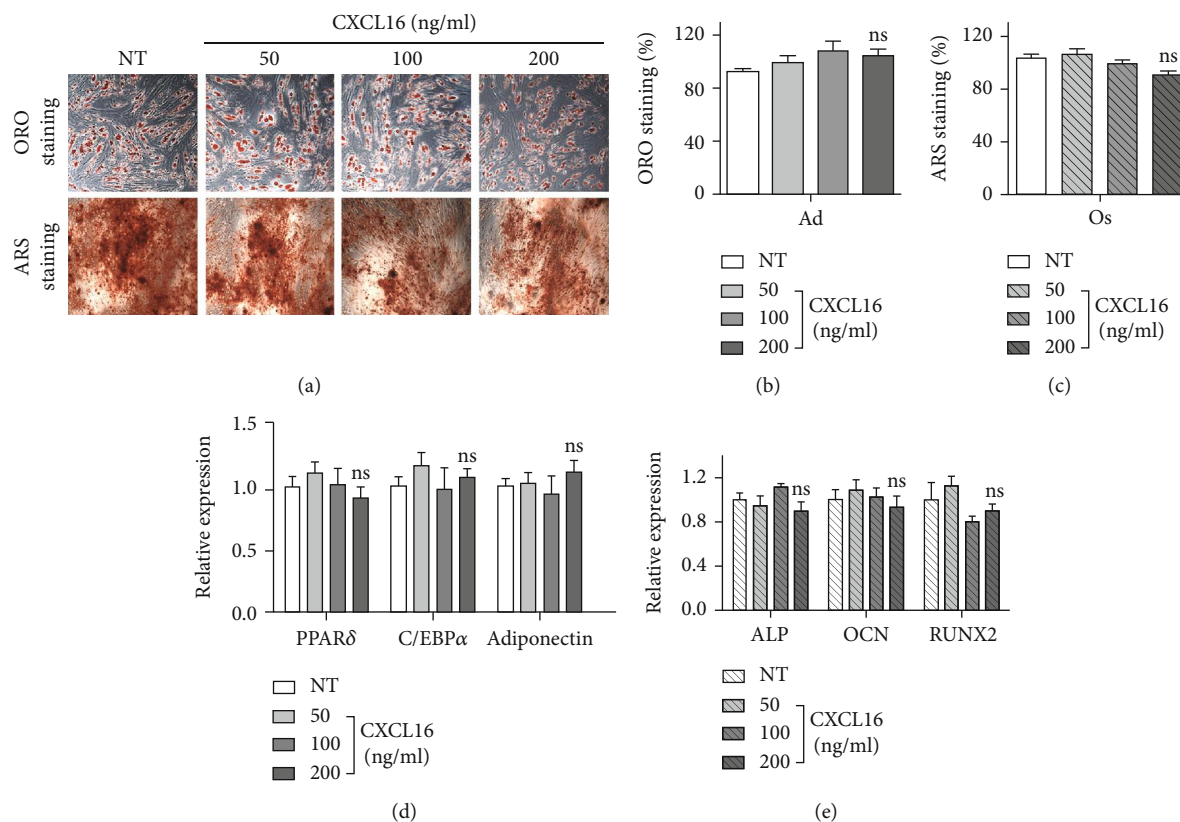 CXCL16 (ng/ml)
NT 50 100 200
ORO
staining
ARS
staining
(a)
ORO staining (%)
120
80
40
0
ns
Ad
NT
50
100
200
CXCL16
(ng/ml)
(b)
ARS staining (%)
120
80
40
0
ns
Os
NT
50
100
200
CXCL16
(ng/ml)
(c)
Relative expression
1.5
1.0
0.5
0.0
ns ns ns
PPARδ C/EBPα Adiponectin
NT
50
100
200
CXCL16
(ng/ml)
(d)
Relative expression
1.2
0.8
0.4
0.0
ns ns ns
ALP OCN RUNX2
NT
50
100
200
CXCL16
(ng/ml)
(e)